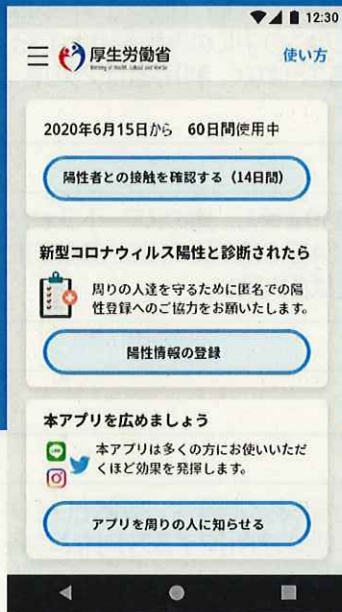 12:30
厚生労働省
Ministry of Health, Labour and Welfare
使い方
2020年6月15日から 60日間使用中
陽性者との接触を確認する（14日間）
新型コロナウィルス陽性と診断されたら
周りの人達を守るために匿名での陽
性登録へのご協力をお願いたします。
陽性情報の登録
本アプリを広めましょう
LINE
本アプリは多くの方にお使いいただ
くほど効果を発揮します。
アプリを周りの人に知らせる